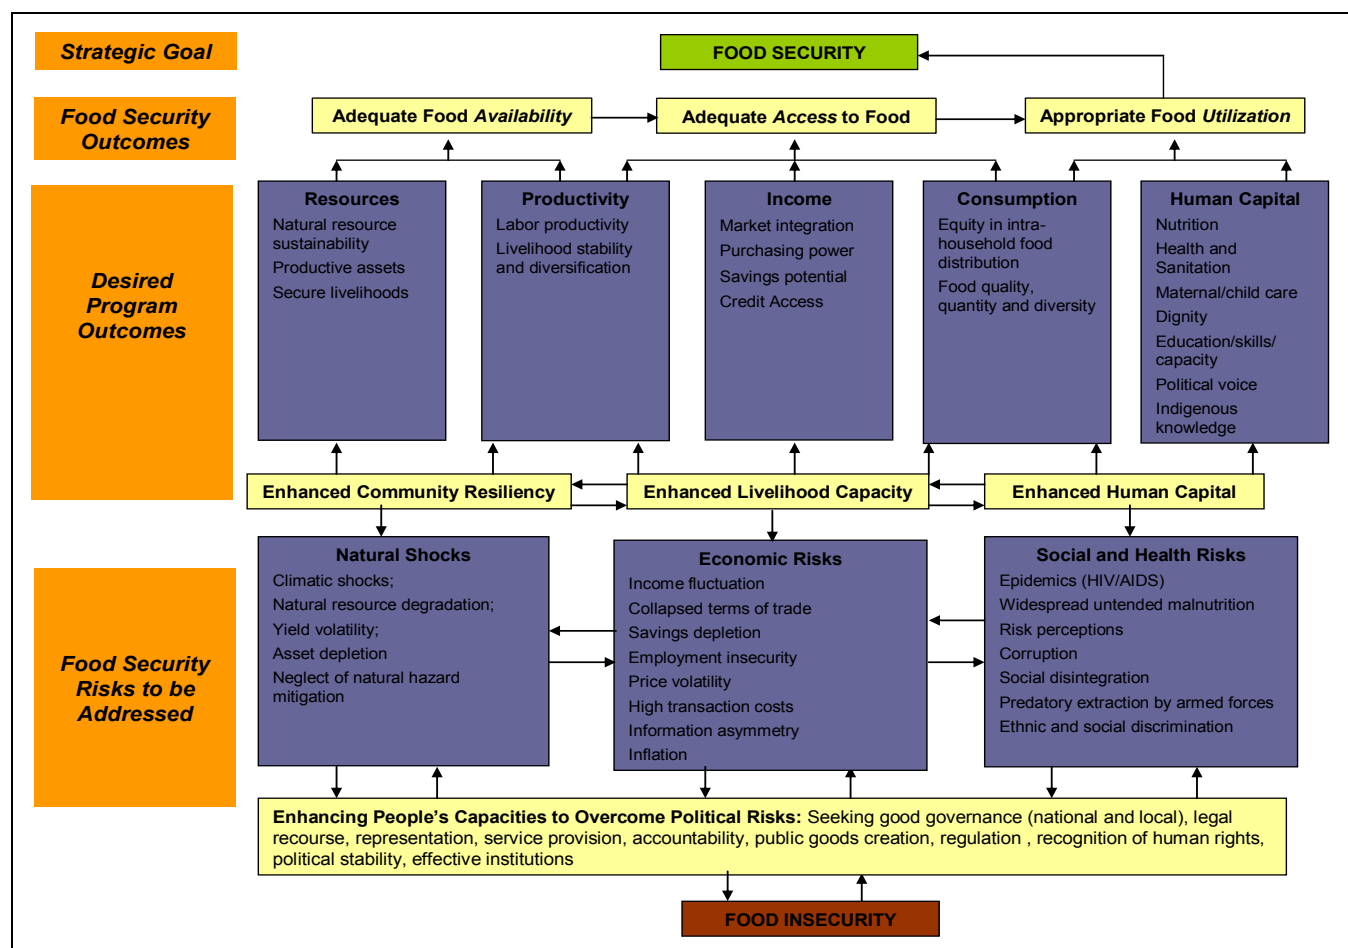 Strategic Goal
FOOD SECURITY
Food Security
Outcomes
Adequate Food Availability
Adequate Access to Food
Appropriate Food Utilization
Desired
Program
Outcomes
Resources
Natural resource
sustainability
Productive assets
Secure livelihoods
Productivity
Labor productivity
Livelihood stability
and diversification
Income
Market integration
Purchasing power
Savings potential
Credit Access
Consumption
Equity in intra-
household food
distribution
Food quality,
quantity and diversity
Human Capital
Nutrition
Health and
Sanitation
Maternal/child care
Dignity
Education/skills/
capacity
Political voice
Indigenous
knowledge
Enhanced Community Resiliency
Enhanced Livelihood Capacity
Enhanced Human Capital
Food Security
Risks to be
Addressed
Natural Shocks
Climatic shocks;
Natural resource degradation;
Yield volatility;
Asset depletion
Neglect of natural hazard
mitigation
Economic Risks
Income fluctuation
Collapsed terms of trade
Savings depletion
Employment insecurity
Price volatility
High transaction costs
Information asymmetry
Inflation
Social and Health Risks
Epidemics (HIV/AIDS)
Widespread untended malnutrition
Risk perceptions
Corruption
Social disintegration
Predatory extraction by armed forces
Ethnic and social discrimination
Enhancing People's Capacities to Overcome Political Risks: Seeking good governance (national and local), legal
recourse, representation, service provision, accountability, public goods creation, regulation , recognition of human rights,
political stability, effective institutions
FOOD INSECURITY